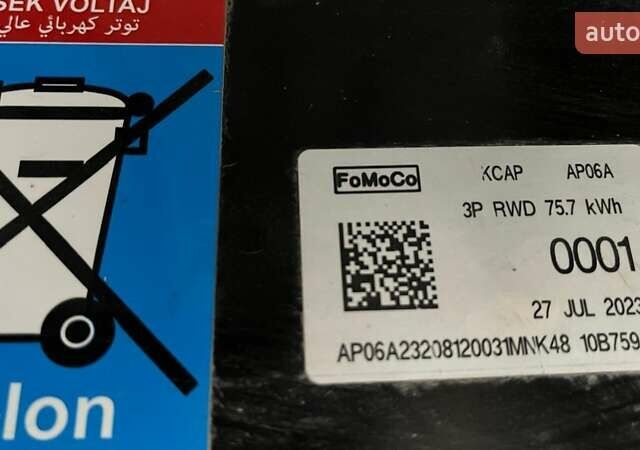 SEK VOLTAJ
توتر كهربائي عالي
auto
FoMoCo
KCAP AP06A
3P RWD 75.7 kWh
0001
27 JUL 2023
AP06A23208120031MNK48 10B759
lon